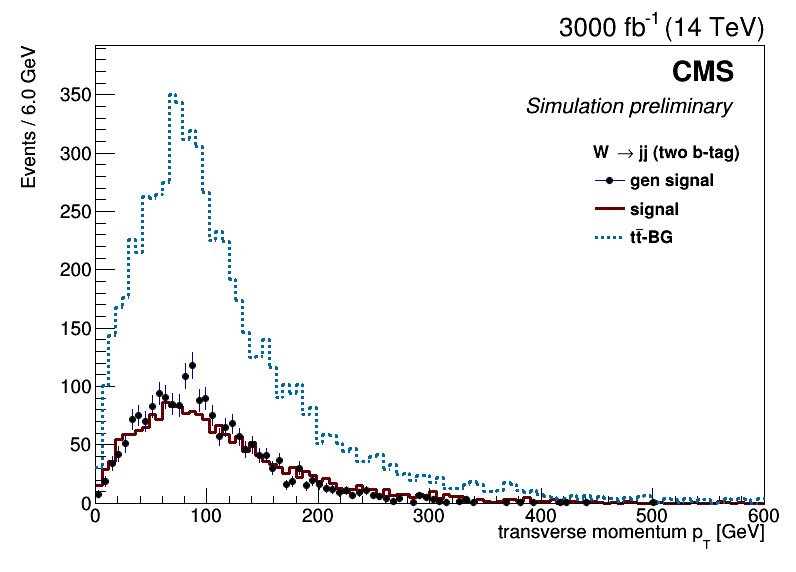 3000 fb⁻¹ (14 TeV)
CMS
Simulation preliminary
W → jj (two b-tag)
gen signal
signal
tt̄-BG
Events / 6.0 GeV
350
300
250
200
150
100
50
0
0 100 200 300 400 500 600
transverse momentum p_T [GeV]